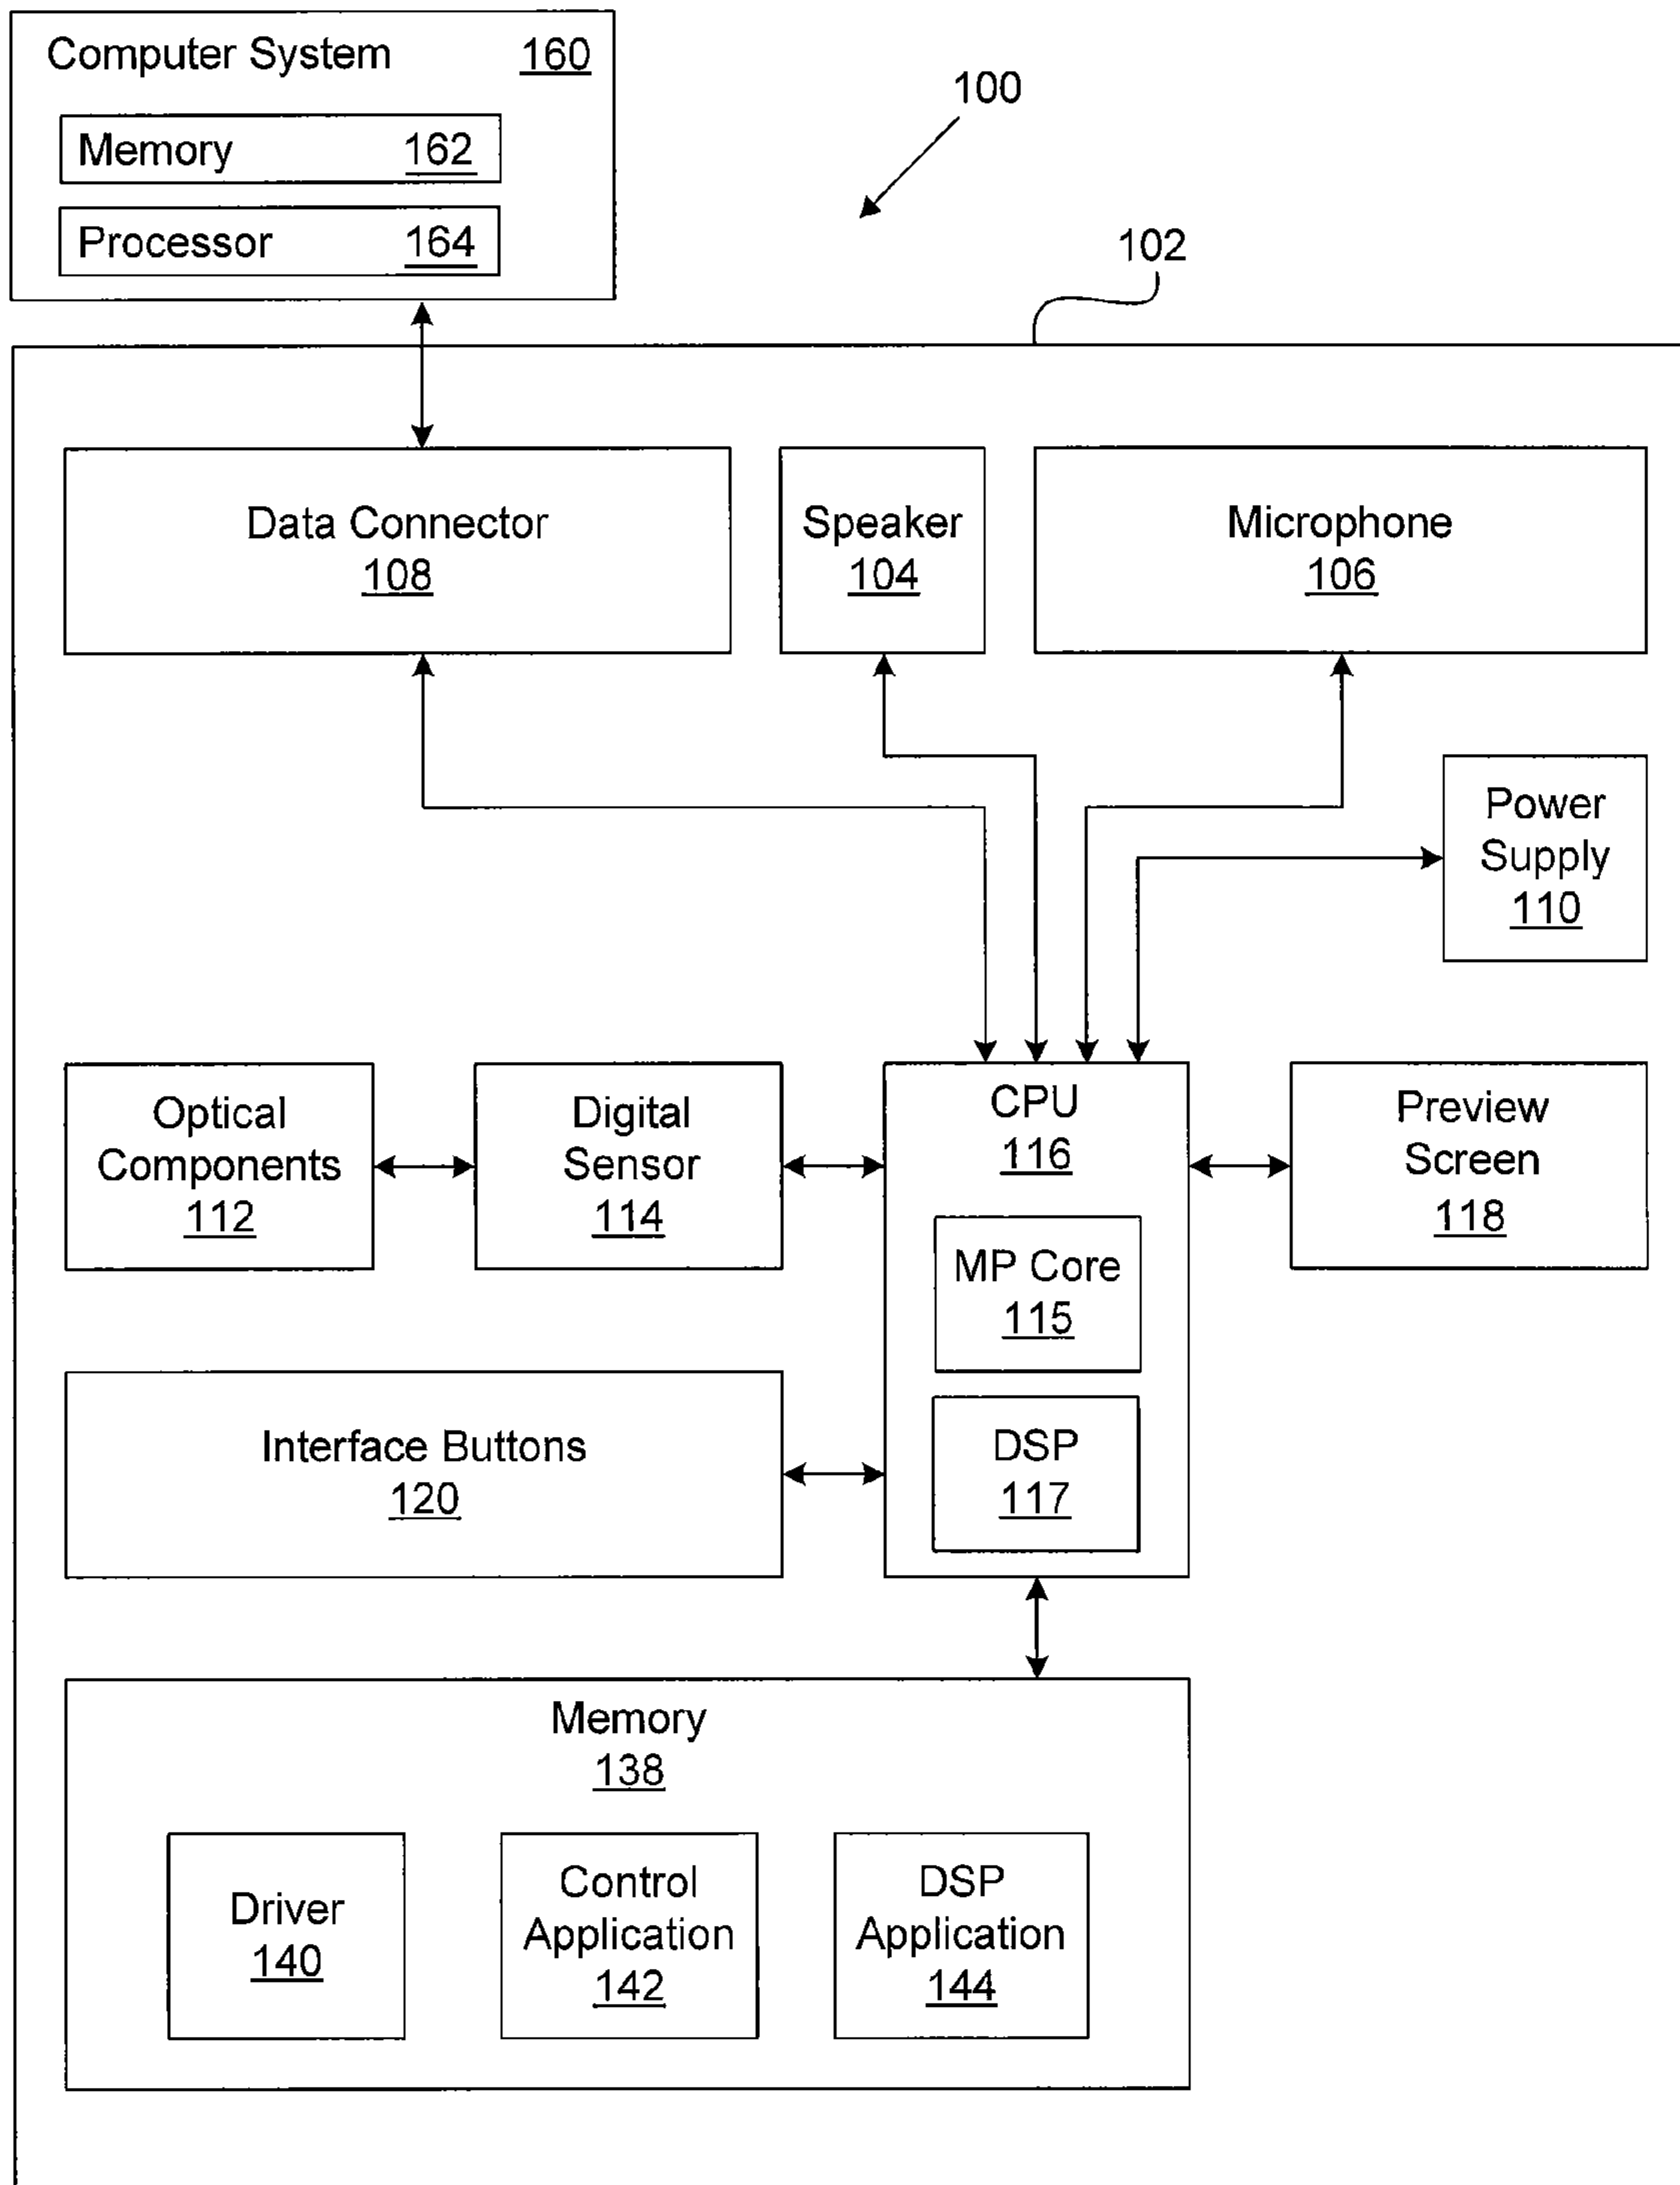 Computer System 160
Memory 162
Processor 164
100
102
Data Connector
108
Speaker
104
Microphone
106
Power
Supply
110
Optical
Components
112
Digital
Sensor
114
CPU
116
MP Core
115
DSP
117
Preview
Screen
118
Interface Buttons
120
Memory
138
Driver
140
Control
Application
142
DSP
Application
144